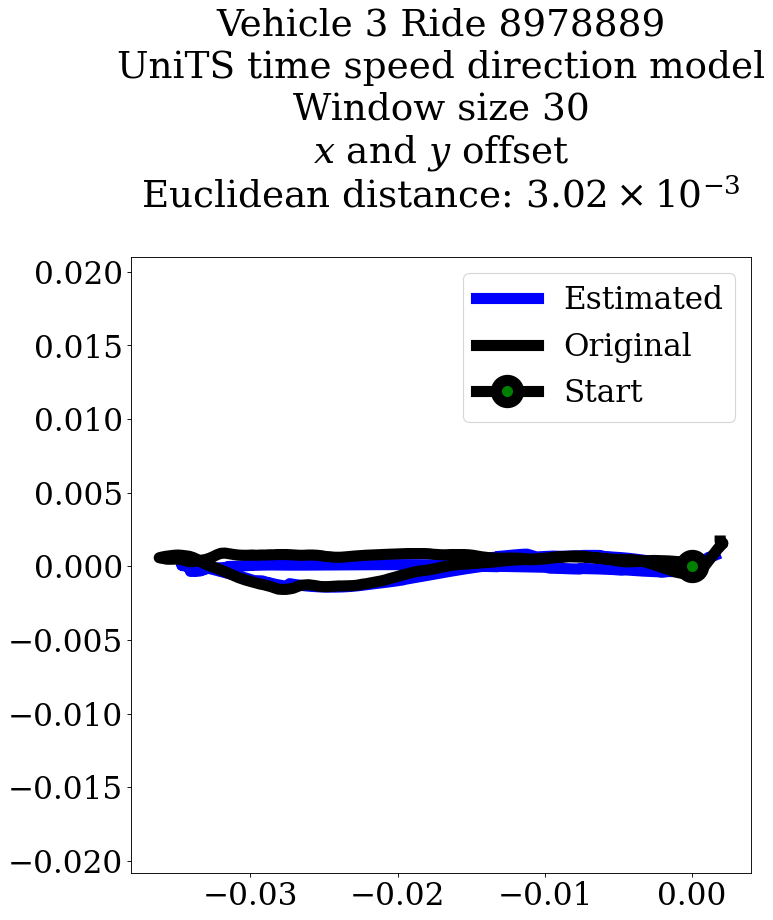 Vehicle 3 Ride 8978889
UniTS time speed direction model
Window size 30
x and y offset
Euclidean distance: 3.02 × 10⁻³
0.020
0.015
0.010
0.005
0.000
−0.005
−0.010
−0.015
−0.020
Estimated
Original
Start
−0.03
−0.02
−0.01
0.00